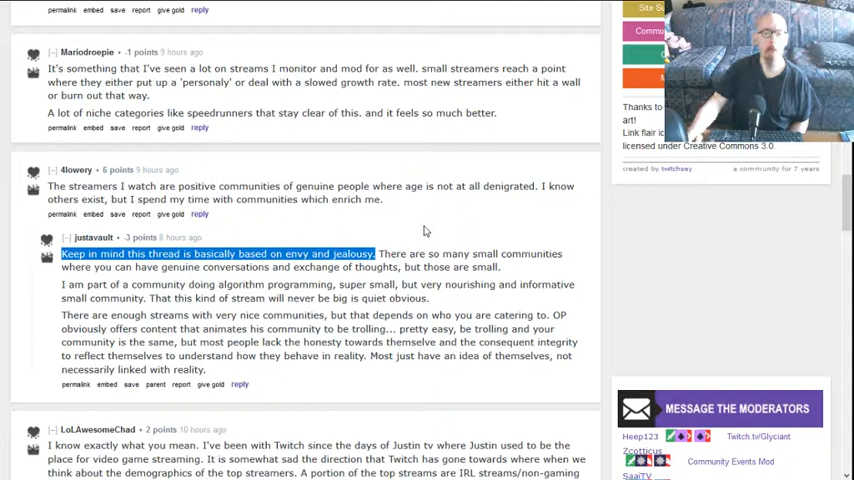 permalink embed save report give gold reply
[–] Mariodroepie • -1 points 9 hours ago
It's something that I've seen a lot on streams I monitor and mod for as well. small streamers reach a point
where they either put up a 'personaly' or deal with a slowed growth rate. most new streamers either hit a wall
or burn out that way.
A lot of niche categories like speedrunners that stay clear of this. and it feels so much better.
permalink embed save report give gold reply
[–] 4lowery • 6 points 9 hours ago
The streamers I watch are positive communities of genuine people where age is not at all denigrated. I know
others exist, but I spend my time with communities which enrich me.
permalink embed save report give gold reply
[–] justavault • -3 points 8 hours ago
Keep in mind this thread is basically based on envy and jealousy. There are so many small communities
where you can have genuine conversations and exchange of thoughts, but those are small.
I am part of a community doing algorithm programming, super small, but very nourishing and informative
small community. That this kind of stream will never be big is quiet obvious.
There are enough streams with very nice communities, but that depends on who you are catering to. OP
obviously offers content that animates his community to be trolling... pretty easy, be trolling and your
community is the same, but most people lack the honesty towards themselve and the consequent integrity
to reflect themselves to understand how they behave in reality. Most just have an idea of themselves, not
necessarily linked with reality.
permalink embed save parent report give gold reply
[–] LoLAwesomeChad • 2 points 10 hours ago
I know exactly what you mean. I've been with Twitch since the days of Justin tv where Justin used to be the
place for video game streaming. It is somewhat sad the direction that Twitch has gone towards where when we
think about the demographics of the top streamers. A portion of the top streams are IRL streams/non-gaming
Site Su
Commu
Thanks to
art!
Link flair ic
licensed under Creative Commons 3.0.
created by twitchsey a community for 7 years
MESSAGE THE MODERATORS
Heep123 Twitch.tv/Glyciant
Zcotticus
Community Events Mod
SaaiTV